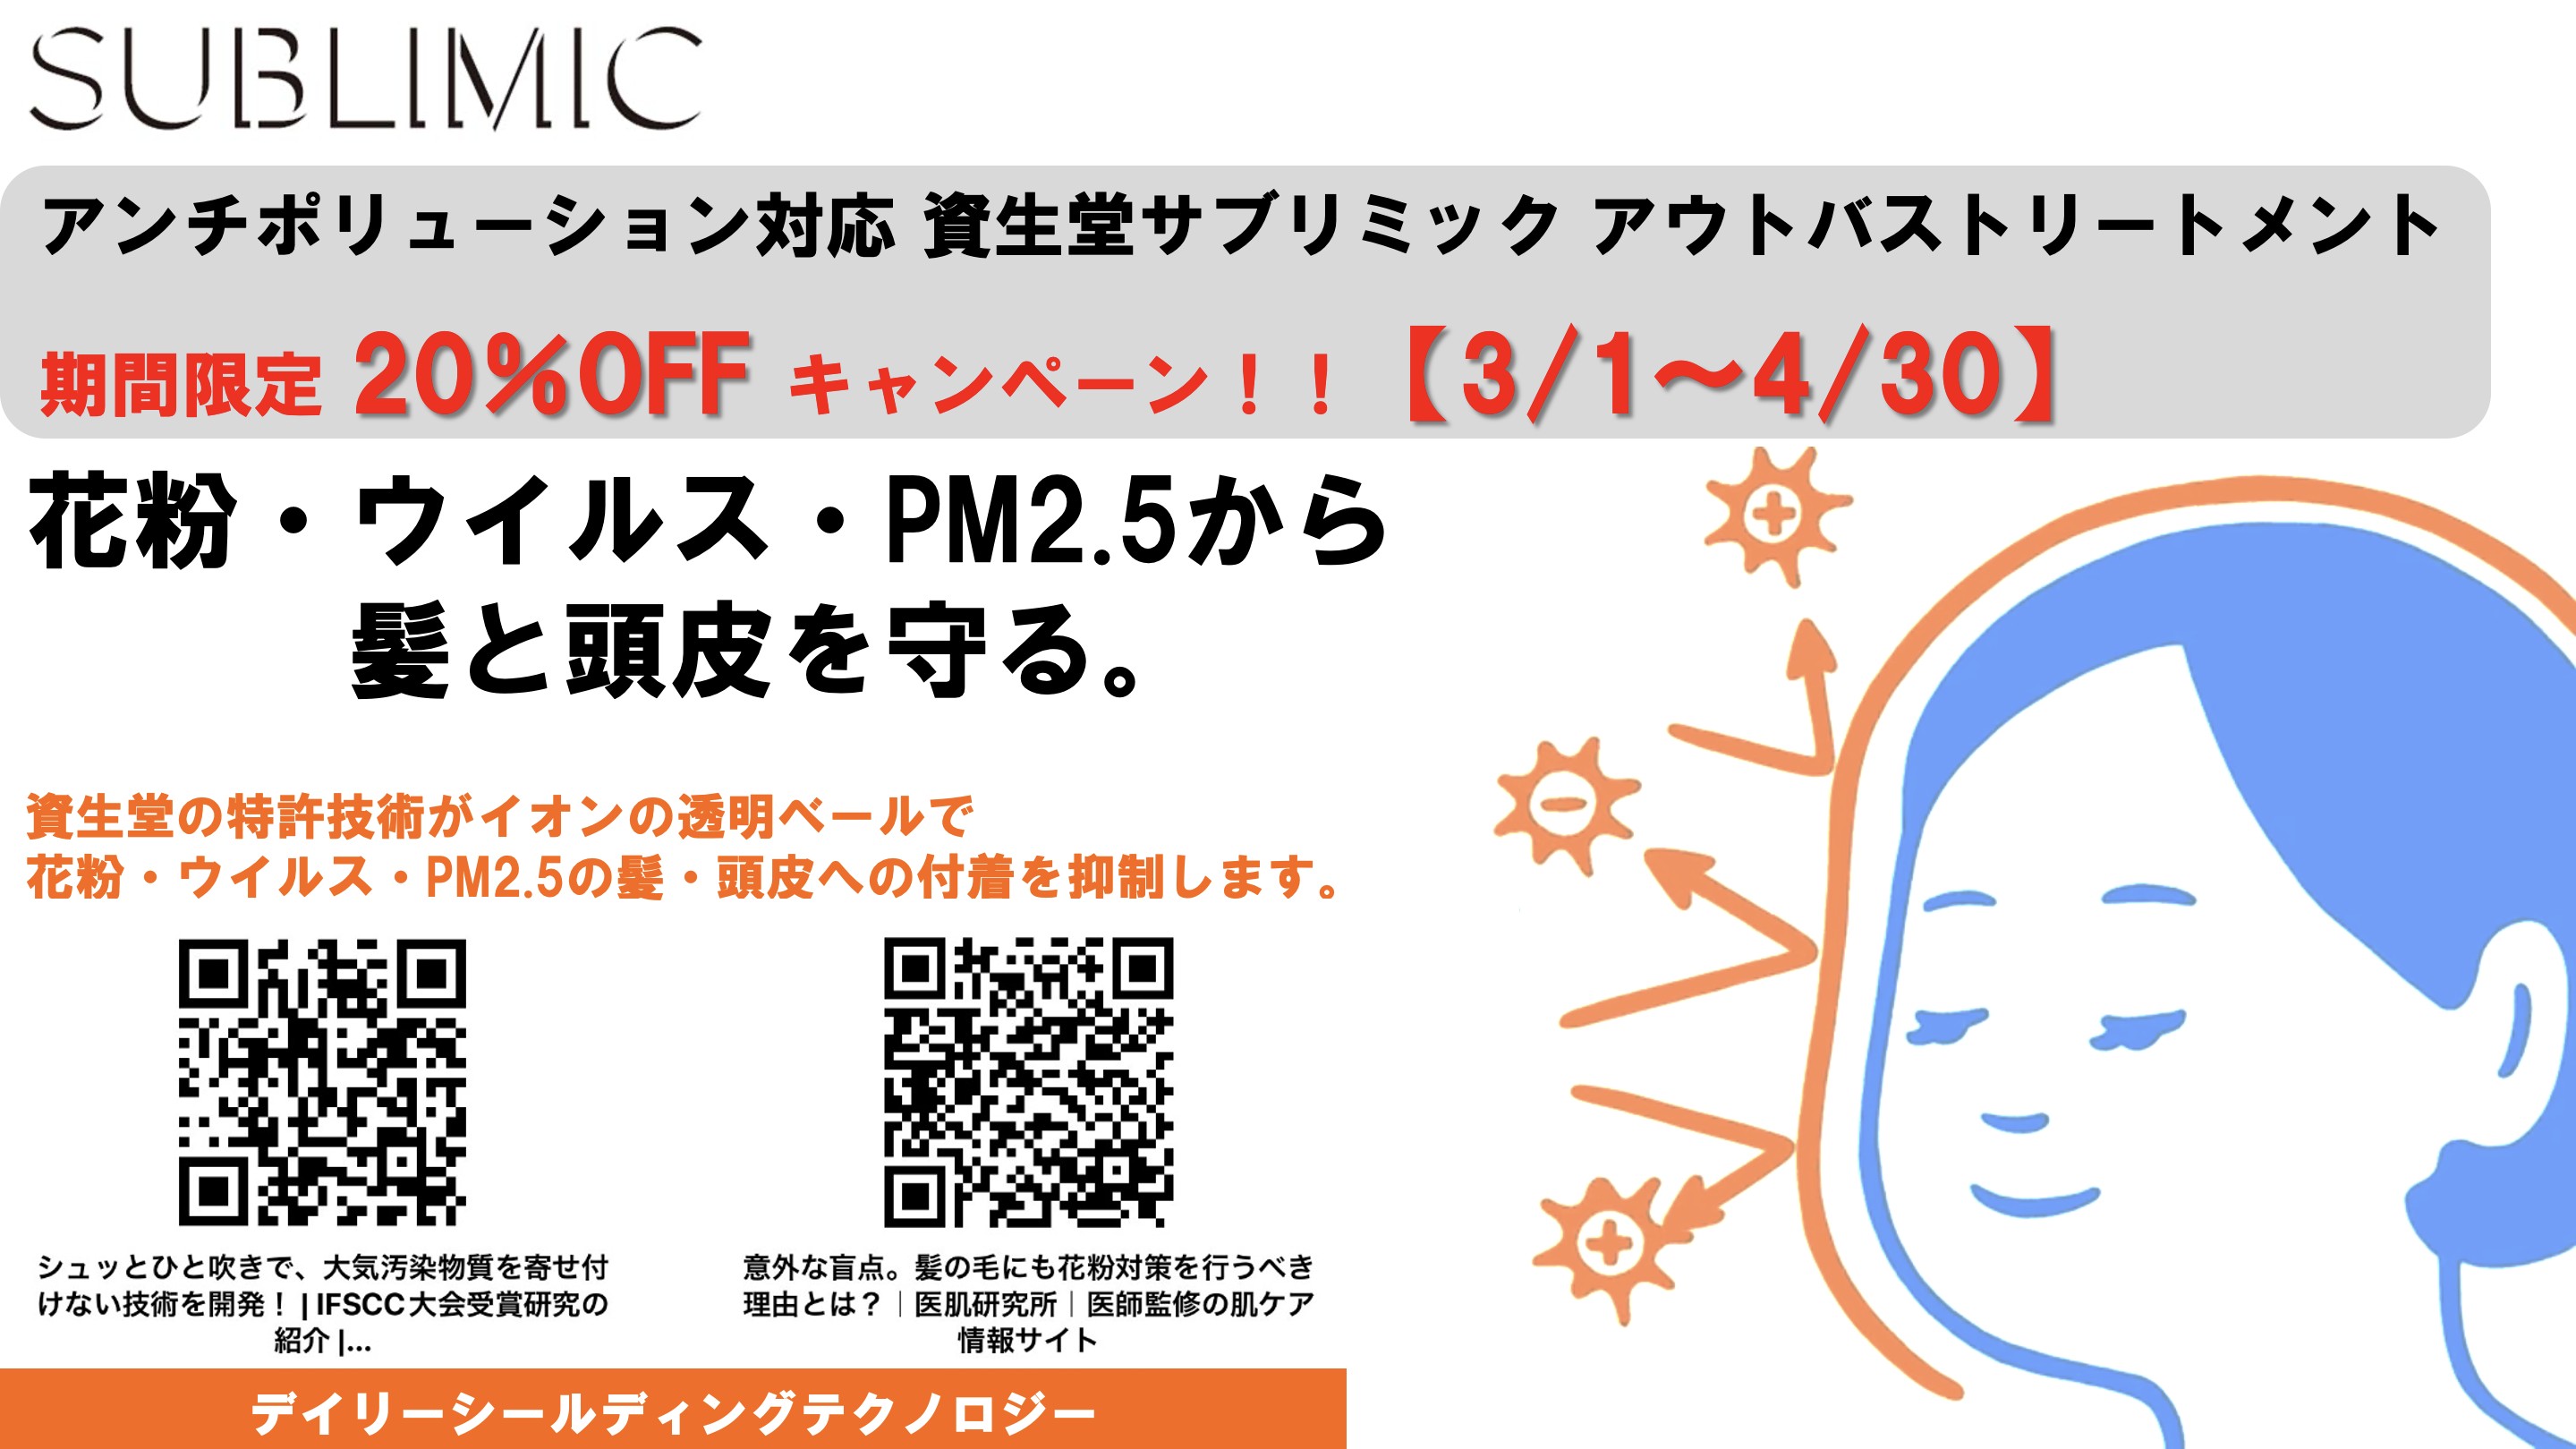 SUBLIMIC
アンチポリューション対応 資生堂サブリミック アウトバストリートメント
期間限定 20%OFF キャンペーン！！【3/1～4/30】
花粉・ウイルス・PM2.5から
髪と頭皮を守る。
資生堂の特許技術がイオンの透明ベールで
花粉・ウイルス・PM2.5の髪・頭皮への付着を抑制します。
シュッとひと吹きで、大気汚染物質を寄せ付
けない技術を開発！ | IFSCC大会受賞研究の
紹介 |...
意外な盲点。髪の毛にも花粉対策を行うべき
理由とは？｜医肌研究所｜医師監修の肌ケア
情報サイト
デイリーシールディングテクノロジー